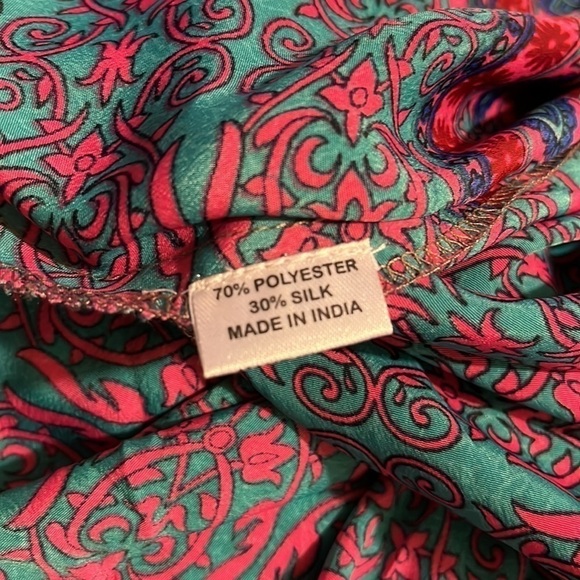 70% POLYESTER
30% SILK
MADE IN INDIA